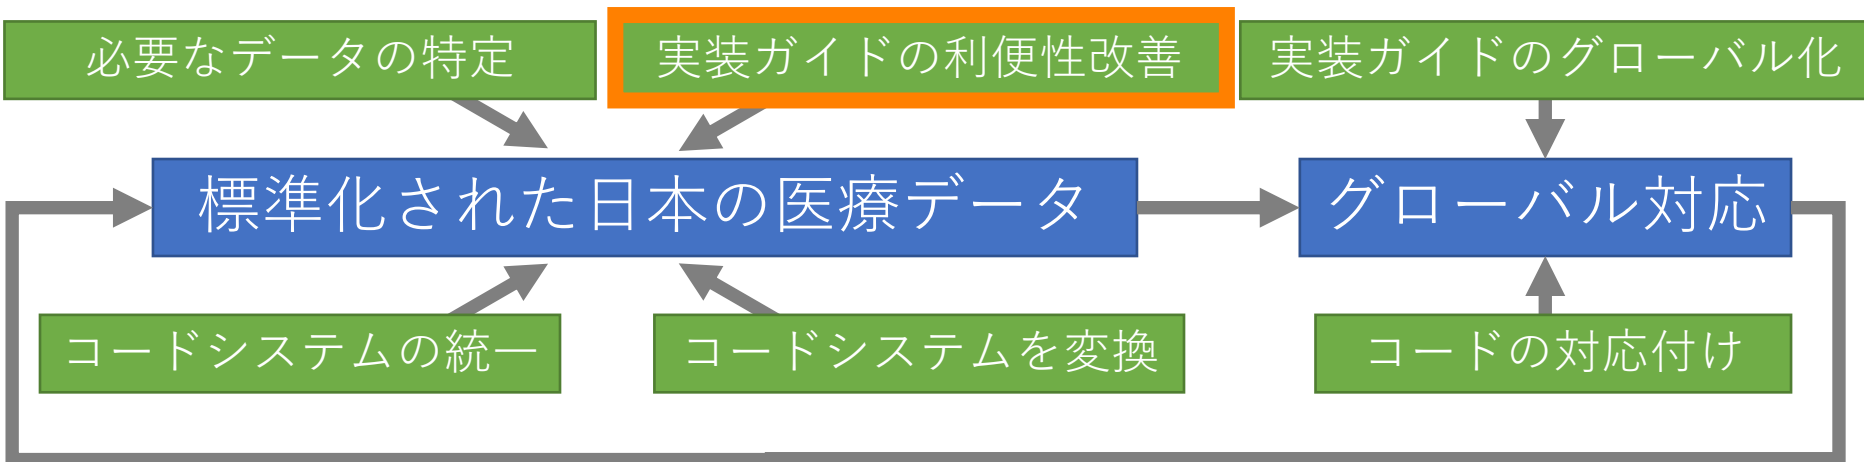 必要なデータの特定
実装ガイドの利便性改善
実装ガイドのグローバル化
標準化された日本の医療データ
グローバル対応
コードシステムの統一
コードシステムを変換
コードの対応付け